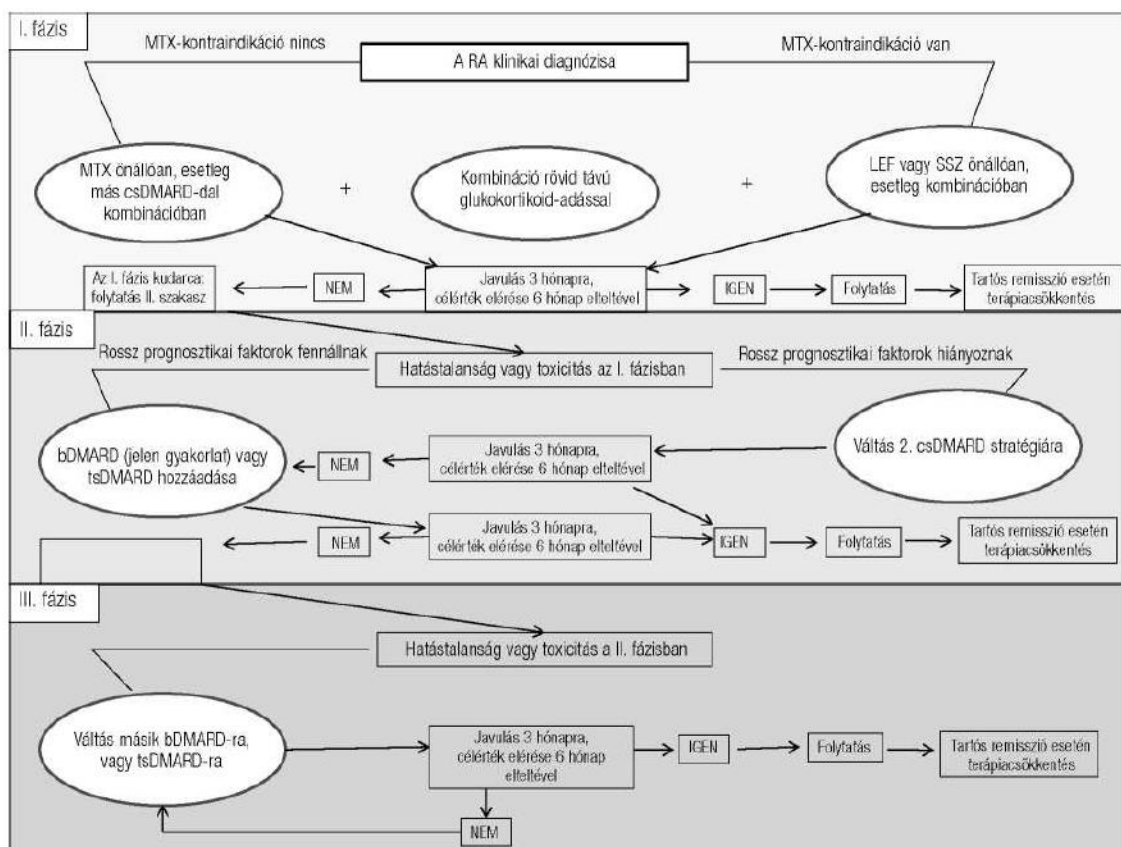 I. fázis
MTX-kontraindikáció nincs
MTX-kontraindikáció van
A RA klinikai diagnózisa
MTX önállóan, esetleg
más csDMARD-dal
kombinációban
+
Kombináció rövid távú
glukokortikoid-adással
+
LEF vagy SSZ önállóan,
esetleg kombinációban
Az I. fázis kudarca:
folytatás II. szakasz
NEM
Javulás 3 hónapra,
célérték elérése 6 hónap elteltével
IGEN
Folytatás
Tartós remisszió esetén
terápiacsökkentés
II. fázis
Rossz prognosztikai faktorok fennállnak
Rossz prognosztikai faktorok hiányoznak
Hatástalanság vagy toxicitás az I. fázisban
bDMARD (jelen gyakorlat) vagy
tsDMARD hozzáadása
NEM
Javulás 3 hónapra,
célérték elérése 6 hónap elteltével
Váltás 2. csDMARD stratégiára
NEM
Javulás 3 hónapra,
célérték elérése 6 hónap elteltével
IGEN
Folytatás
Tartós remisszió esetén
terápiacsökkentés
III. fázis
Hatástalanság vagy toxicitás a II. fázisban
Váltás másik bDMARD-ra,
vagy tsDMARD-ra
Javulás 3 hónapra,
célérték elérése 6 hónap
elteltével
IGEN
Folytatás
Tartós remisszió esetén
terápiacsökkentés
NEM